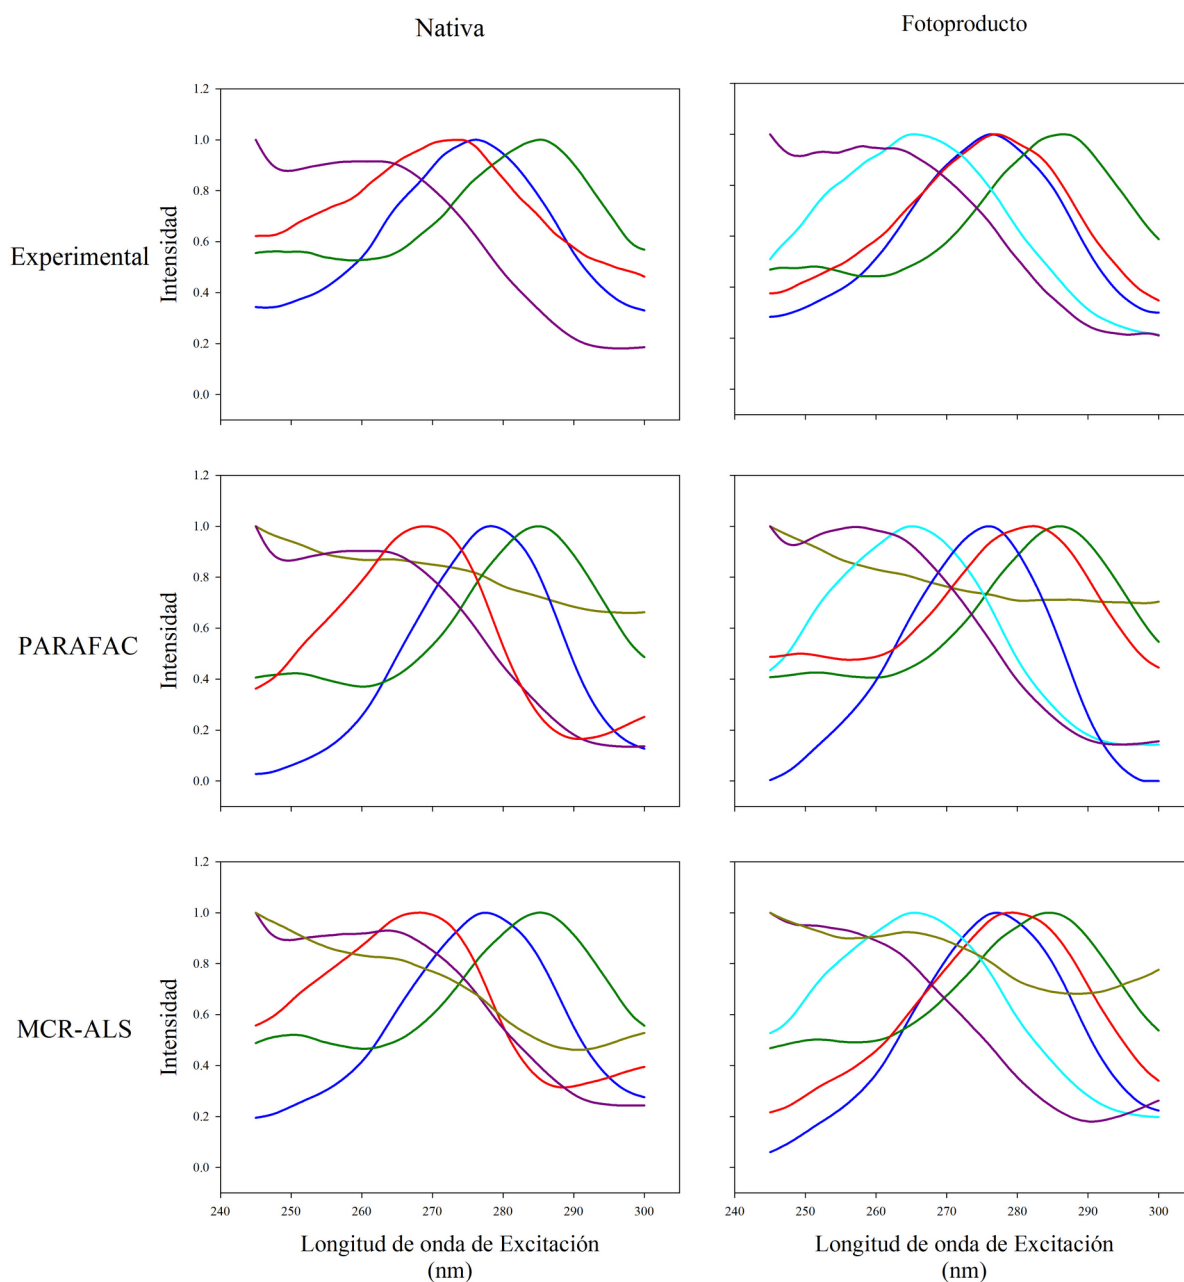 Nativa
Fotoproducto
Experimental
Intensidad
1.2
1.0
0.8
0.6
0.4
0.2
0.0
PARAFAC
Intensidad
1.2
1.0
0.8
0.6
0.4
0.2
0.0
MCR-ALS
Intensidad
1.2
1.0
0.8
0.6
0.4
0.2
0.0
240 250 260 270 280 290 300
240 250 260 270 280 290 300
Longitud de onda de Excitación
(nm)
Longitud de onda de Excitación
(nm)